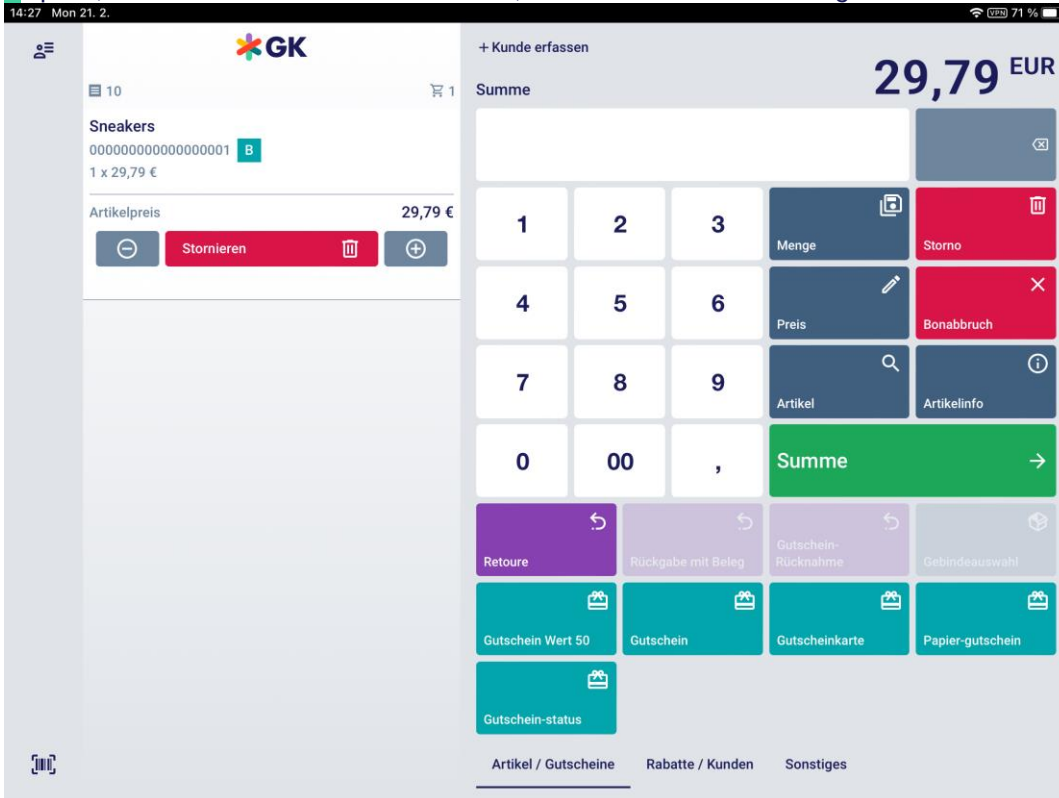 14:27 Mon 21. 2.
VPN 71 %
GK
+ Kunde erfassen
29,79 EUR
10
1
Summe
Sneakers
000000000000000001 B
1 x 29,79 €
Artikelpreis 29,79 €
Stornieren
1 2 3
Menge
Storno
4 5 6
Preis
Bonabbruch
7 8 9
Artikel
Artikelinfo
0 00 ,
Summe
Retoure
Rückgabe mit Beleg
Gutschein-
Rücknahme
Gebindeauswahl
Gutschein Wert 50
Gutschein
Gutscheinkarte
Papier-gutschein
Gutschein-status
Artikel / Gutscheine
Rabatte / Kunden
Sonstiges